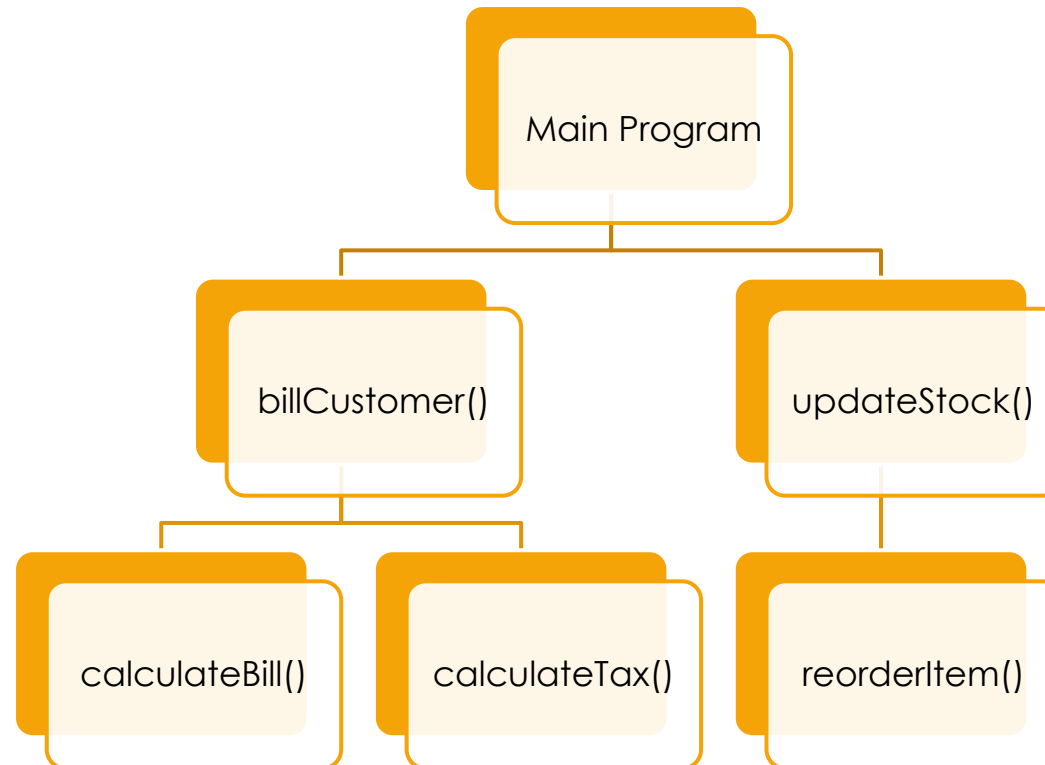 Main Program
billCustomer()
updateStock()
calculateBill()
calculateTax()
reorderItem()